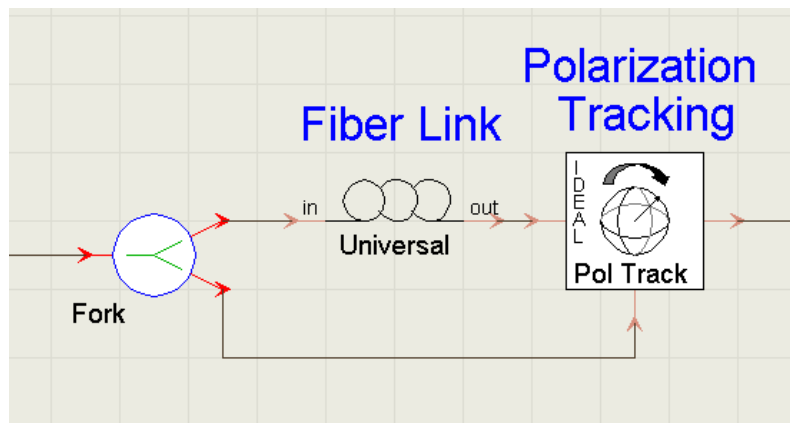 Polarization
Tracking
Fiber Link
IDEAL
in
out
Universal
Pol Track
Fork